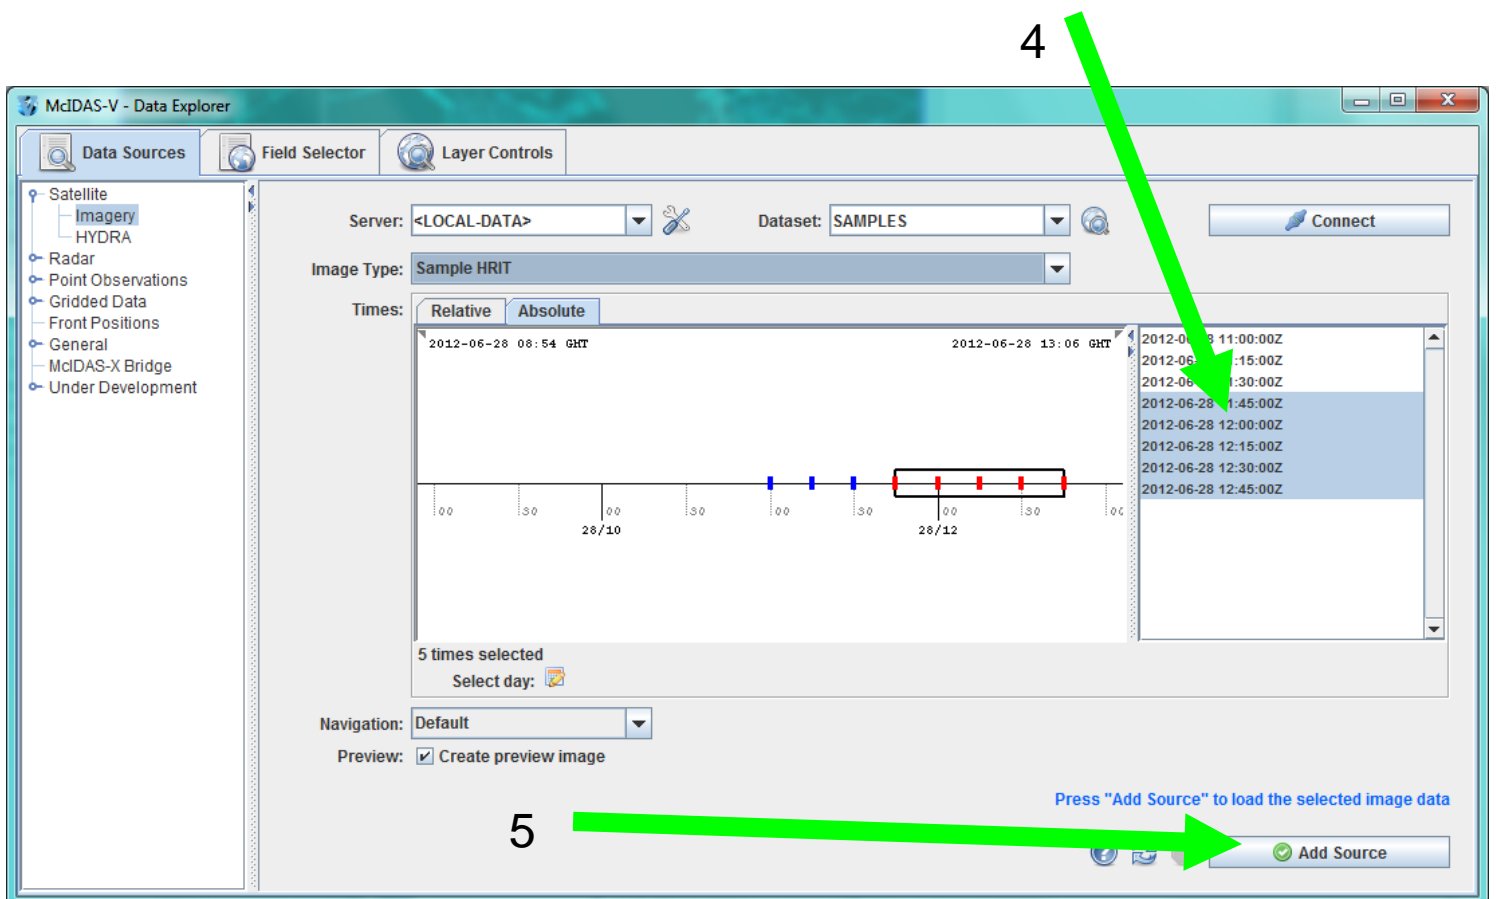 4
McIDAS-V - Data Explorer
Data Sources
Field Selector
Layer Controls
Satellite
Imagery
HYDRA
Radar
Point Observations
Gridded Data
Front Positions
General
McIDAS-X Bridge
Under Development
Server: <LOCAL-DATA>
Dataset: SAMPLES
Connect
Image Type: Sample HRIT
Times: Relative Absolute
2012-06-28 08:54 GMT
2012-06-28 13:06 GMT
00 30 00 30 00 30 00 30
28/10 28/12
11:00:00Z
:15:00Z
:30:00Z
2012-06-28 :45:00Z
2012-06-28 12:00:00Z
2012-06-28 12:15:00Z
2012-06-28 12:30:00Z
2012-06-28 12:45:00Z
5 times selected
Select day:
Navigation: Default
Preview: Create preview image
Press "Add Source" to load the selected image data
5
Add Source